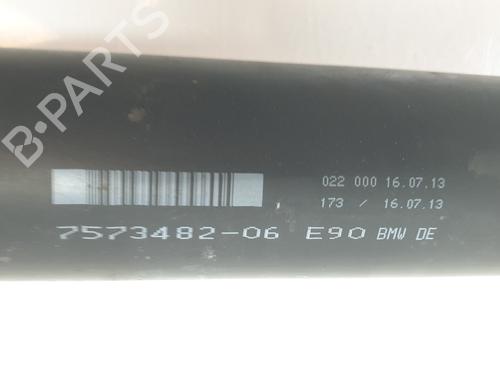 B-PARTS
022 000 16.07.13
173 / 16.07.13
7573482-06 E90 BMW DE